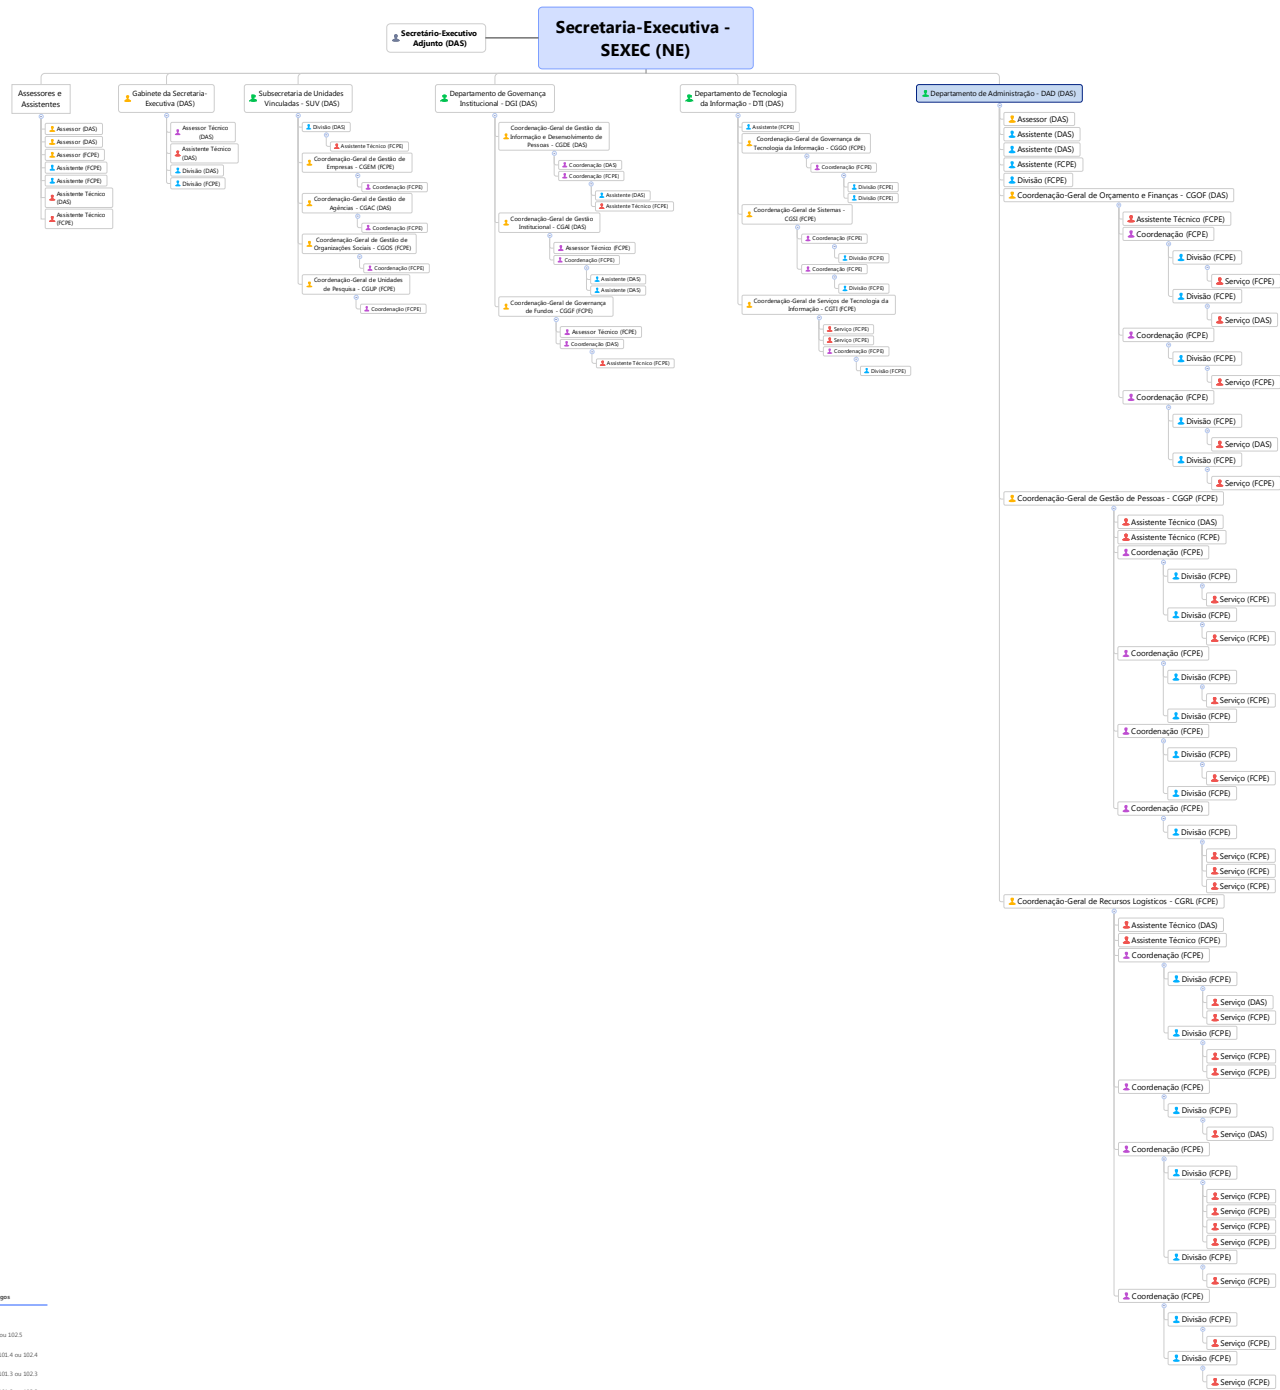 Secretaria-Executiva -
SEXEC (NE)
Secretário-Executivo
Adjunto (DAS)
Assessores e
Assistentes
Assessor (DAS)
Assessor (DAS)
Assessor (FCPE)
Assistente (FCPE)
Assistente (FCPE)
Assistente Técnico
(DAS)
Assistente Técnico
(FCPE)
Gabinete da Secretaria-
Executiva (DAS)
Assessor Técnico
(DAS)
Assistente Técnico
(DAS)
Divisão (DAS)
Divisão (FCPE)
Subsecretaria de Unidades
Vinculadas - SUV (DAS)
Divisão (DAS)
Assistente Técnico (FCPE)
Coordenação-Geral de Gestão de
Empresas - CGEM (FCPE)
Coordenação (FCPE)
Coordenação-Geral de Gestão de
Agências - CGAC (DAS)
Coordenação (FCPE)
Coordenação-Geral de Gestão de
Organizações Sociais - CGOS (FCPE)
Coordenação (FCPE)
Coordenação-Geral de Unidades
de Pesquisa - CGUP (FCPE)
Coordenação (FCPE)
Departamento de Governança
Institucional - DGI (DAS)
Coordenação-Geral de Gestão da
Informação e Desenvolvimento de
Pessoas - CGDE (DAS)
Coordenação (DAS)
Coordenação (FCPE)
Assistente (DAS)
Assistente Técnico (FCPE)
Coordenação-Geral de Gestão
Institucional - CGAI (DAS)
Assessor Técnico (FCPE)
Coordenação (FCPE)
Assistente (DAS)
Assistente (DAS)
Coordenação-Geral de Governança
de Fundos - CGGF (FCPE)
Assessor Técnico (FCPE)
Coordenação (DAS)
Assistente Técnico (FCPE)
Departamento de Tecnologia
da Informação - DTI (DAS)
Assistente (FCPE)
Coordenação-Geral de Governança de
Tecnologia da Informação - CGGO (FCPE)
Coordenação (FCPE)
Divisão (FCPE)
Divisão (FCPE)
Coordenação-Geral de Sistemas -
CGSI (FCPE)
Coordenação (FCPE)
Divisão (FCPE)
Coordenação (FCPE)
Divisão (FCPE)
Coordenação-Geral de Serviços de Tecnologia da
Informação - CGTI (FCPE)
Serviço (FCPE)
Serviço (FCPE)
Coordenação (FCPE)
Divisão (FCPE)
Departamento de Administração - DAD (DAS)
Assessor (DAS)
Assistente (DAS)
Assistente (DAS)
Assistente (FCPE)
Divisão (FCPE)
Coordenação-Geral de Orçamento e Finanças - CGOF (DAS)
Assistente Técnico (FCPE)
Coordenação (FCPE)
Divisão (FCPE)
Serviço (FCPE)
Divisão (FCPE)
Serviço (DAS)
Coordenação (FCPE)
Divisão (FCPE)
Serviço (FCPE)
Coordenação (FCPE)
Divisão (FCPE)
Serviço (DAS)
Divisão (FCPE)
Serviço (FCPE)
Coordenação-Geral de Gestão de Pessoas - CGGP (FCPE)
Assistente Técnico (DAS)
Assistente Técnico (FCPE)
Coordenação (FCPE)
Divisão (FCPE)
Serviço (FCPE)
Divisão (FCPE)
Serviço (FCPE)
Coordenação (FCPE)
Divisão (FCPE)
Serviço (FCPE)
Divisão (FCPE)
Coordenação (FCPE)
Divisão (FCPE)
Serviço (FCPE)
Divisão (FCPE)
Coordenação (FCPE)
Divisão (FCPE)
Serviço (FCPE)
Serviço (FCPE)
Serviço (FCPE)
Coordenação-Geral de Recursos Logísticos - CGRL (FCPE)
Assistente Técnico (DAS)
Assistente Técnico (FCPE)
Coordenação (FCPE)
Divisão (FCPE)
Serviço (DAS)
Serviço (FCPE)
Divisão (FCPE)
Serviço (FCPE)
Serviço (FCPE)
Coordenação (FCPE)
Divisão (FCPE)
Serviço (DAS)
Coordenação (FCPE)
Divisão (FCPE)
Serviço (FCPE)
Serviço (FCPE)
Serviço (FCPE)
Serviço (FCPE)
Divisão (FCPE)
Serviço (FCPE)
Coordenação (FCPE)
Divisão (FCPE)
Serviço (FCPE)
Divisão (FCPE)
Serviço (FCPE)
gos
ou 102.5
101.4 ou 102.4
101.3 ou 102.3